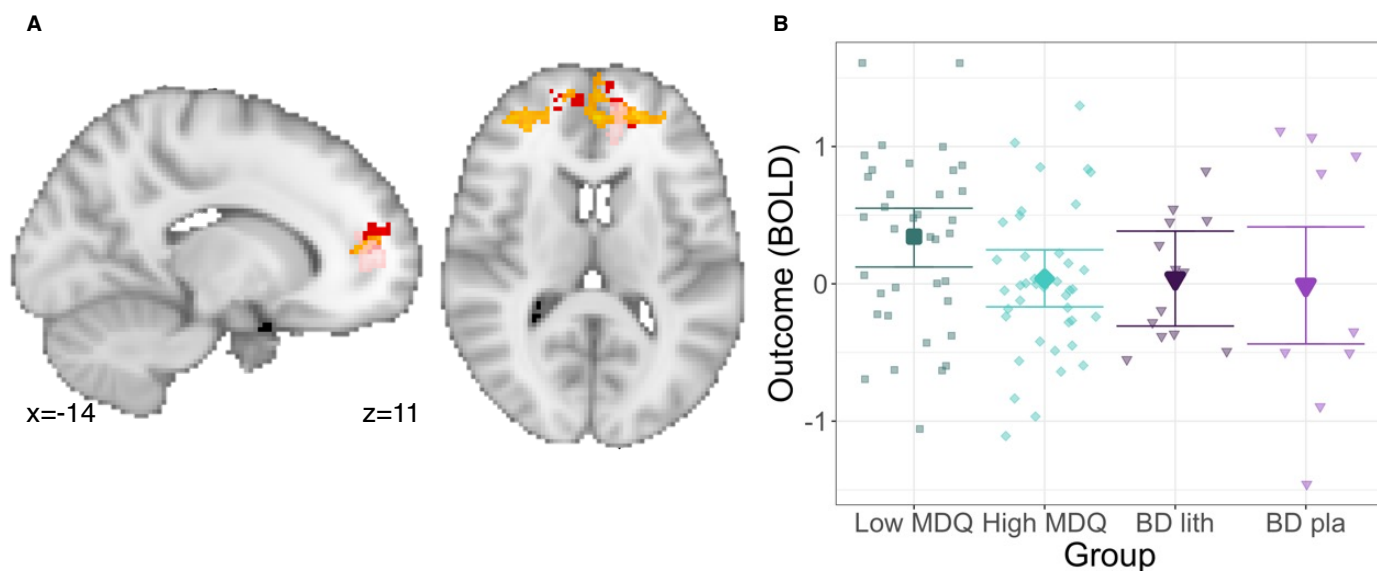 A
x=-14
z=11
B
Outcome (BOLD)
1
0
-1
Low MDQ
High MDQ
BD lith
BD pla
Group